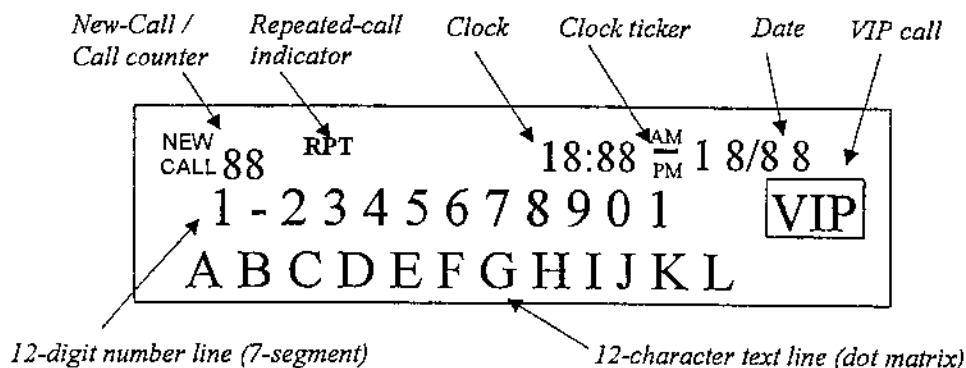 New-Call / Call counter
Repeated-call indicator
Clock
Clock ticker
Date
VIP call
NEW CALL 88
RPT
18:88 AM PM 1 8/8 8
1 - 2 3 4 5 6 7 8 9 0 1
VIP
A B C D E F G H I J K L
12-digit number line (7-segment)
12-character text line (dot matrix)